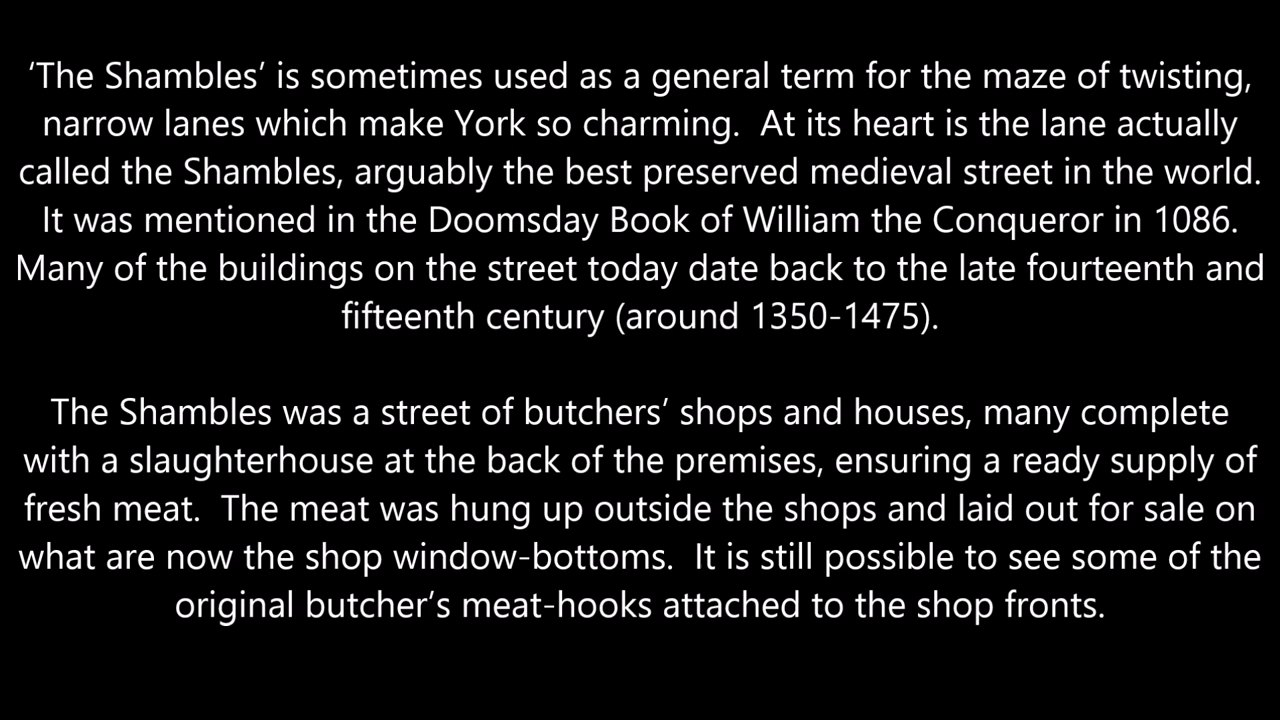 ‘The Shambles’ is sometimes used as a general term for the maze of twisting,
narrow lanes which make York so charming.  At its heart is the lane actually
called the Shambles, arguably the best preserved medieval street in the world.
It was mentioned in the Doomsday Book of William the Conqueror in 1086.
Many of the buildings on the street today date back to the late fourteenth and
fifteenth century (around 1350-1475).
The Shambles was a street of butchers’ shops and houses, many complete
with a slaughterhouse at the back of the premises, ensuring a ready supply of
fresh meat.  The meat was hung up outside the shops and laid out for sale on
what are now the shop window-bottoms.  It is still possible to see some of the
original butcher’s meat-hooks attached to the shop fronts.